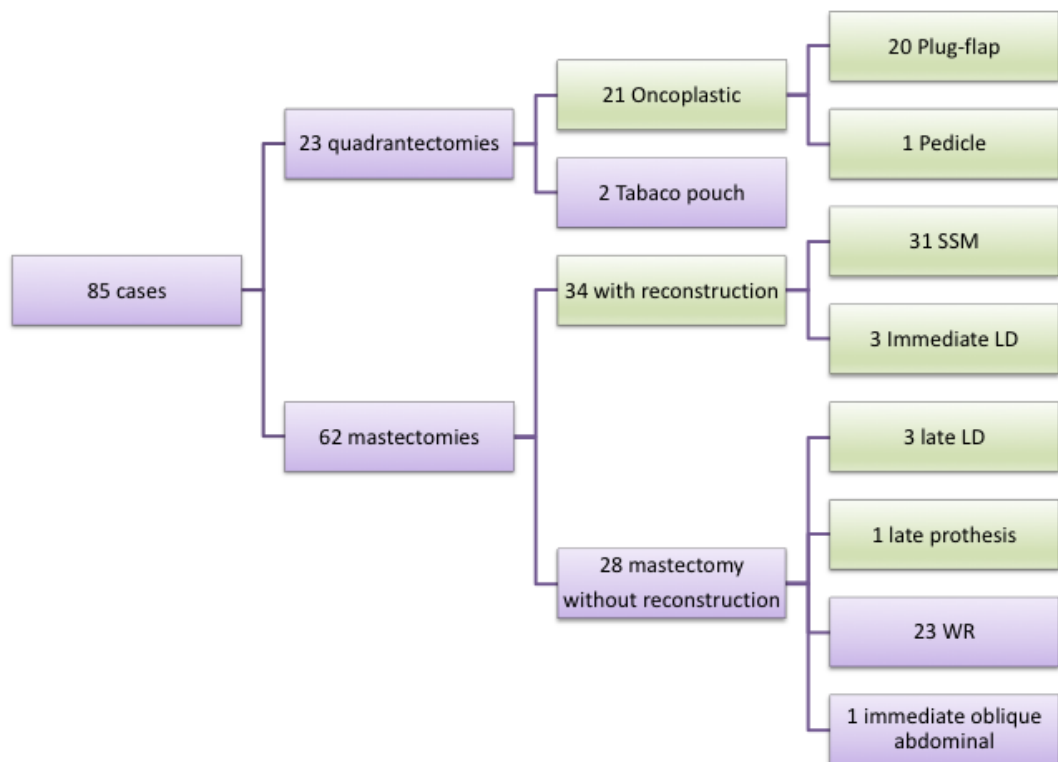 85 cases
23 quadrantectomies
21 Oncoplastic
20 Plug-flap
1 Pedicle
2 Tabaco pouch
62 mastectomies
34 with reconstruction
31 SSM
3 Immediate LD
28 mastectomy
without reconstruction
3 late LD
1 late prothesis
23 WR
1 immediate oblique
abdominal